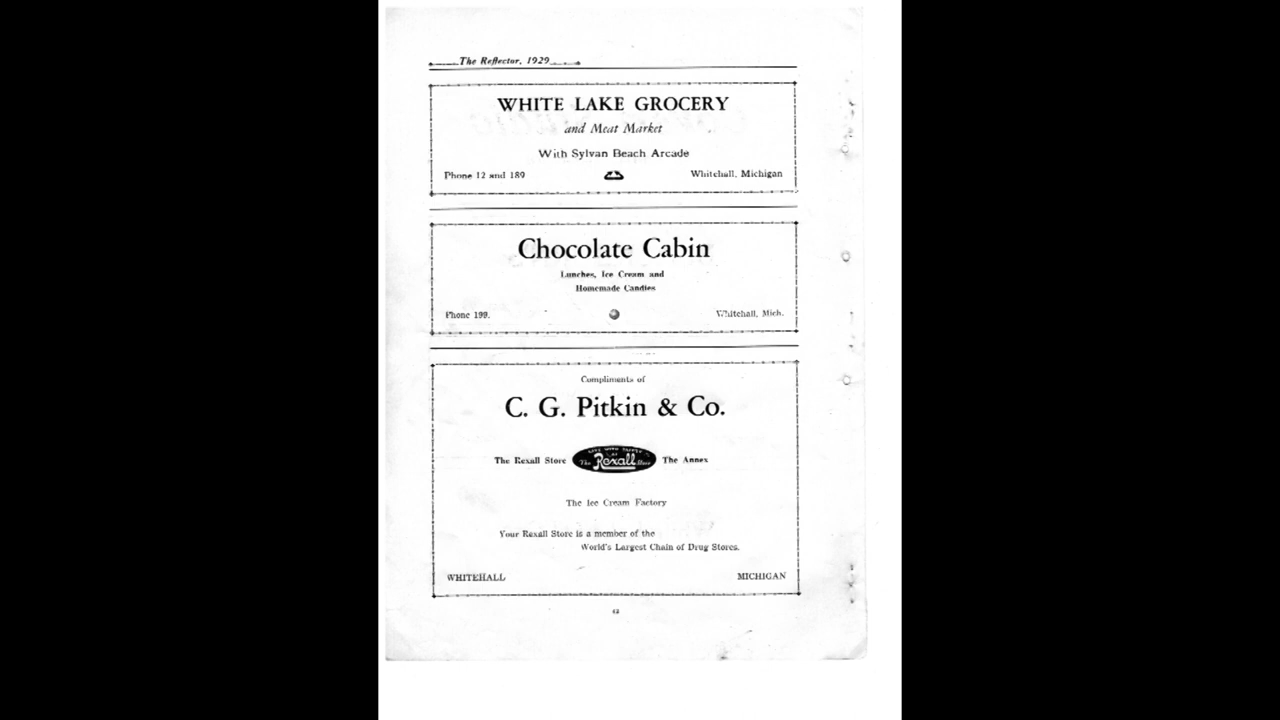 The Reflector, 1929
WHITE LAKE GROCERY
and Meat Market
With Sylvan Beach Arcade
Phone 12 and 189
Whitehall, Michigan
Chocolate Cabin
Lunches, Ice Cream and
Homemade Candies
Phone 199.
Whitehall, Mich.
Compliments of
C. G. Pitkin & Co.
The Rexall Store
The Rexall Store
The Annex
The Ice Cream Factory
Your Rexall Store is a member of the
World's Largest Chain of Drug Stores.
WHITEHALL
MICHIGAN